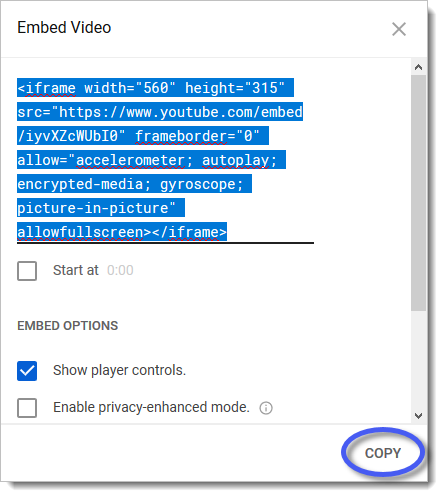 Embed Video
<iframe width="560" height="315"
src="https://www.youtube.com/embed
/iyvXZcWUbI0" frameborder="0"
allow="accelerometer; autoplay;
encrypted-media; gyroscope;
picture-in-picture"
allowfullscreen></iframe>
Start at 0:00
EMBED OPTIONS
Show player controls.
Enable privacy-enhanced mode.
COPY